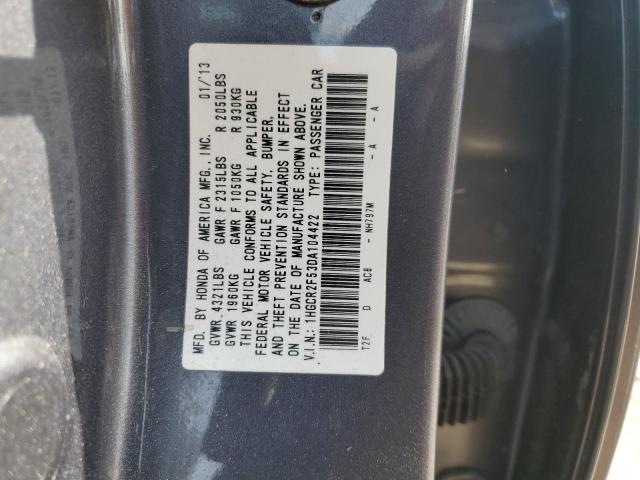 MFD. BY HONDA OF AMERICA MFG., INC. 01/'13
GVWR.4321LBS GAWR F 2315LBS R 2050LBS
GVWR 1960KG GAWR F 1050KG R 930KG
THIS VEHICLE CONFORMS TO ALL APPLICABLE
FEDERAL MOTOR VEHICLE SAFETY, BUMPER,
AND THEFT PREVENTION STANDARDS IN EFFECT
ON THE DATE OF MANUFACTURE SHOWN ABOVE.
V.I.N.: 1HGCR2F53DA104422 TYPE: PASSENGER CAR
T2F D AC8 - NH797M - A - A